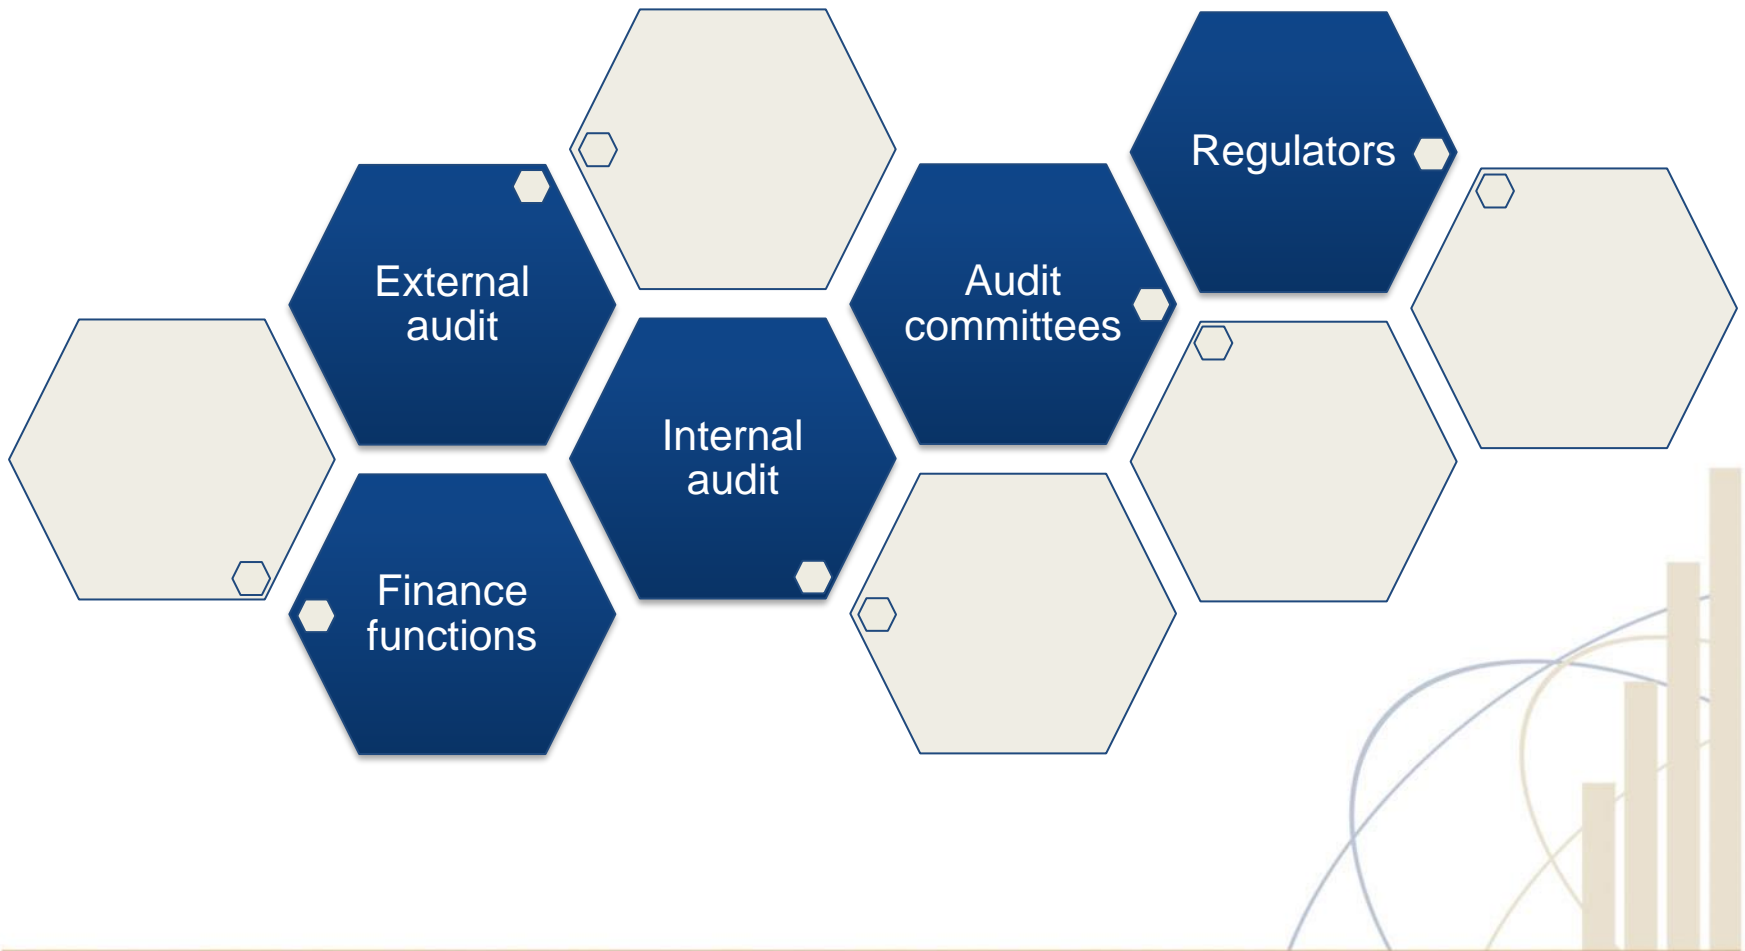 Regulators
External
audit
Audit
committees
Internal
audit
Finance
functions